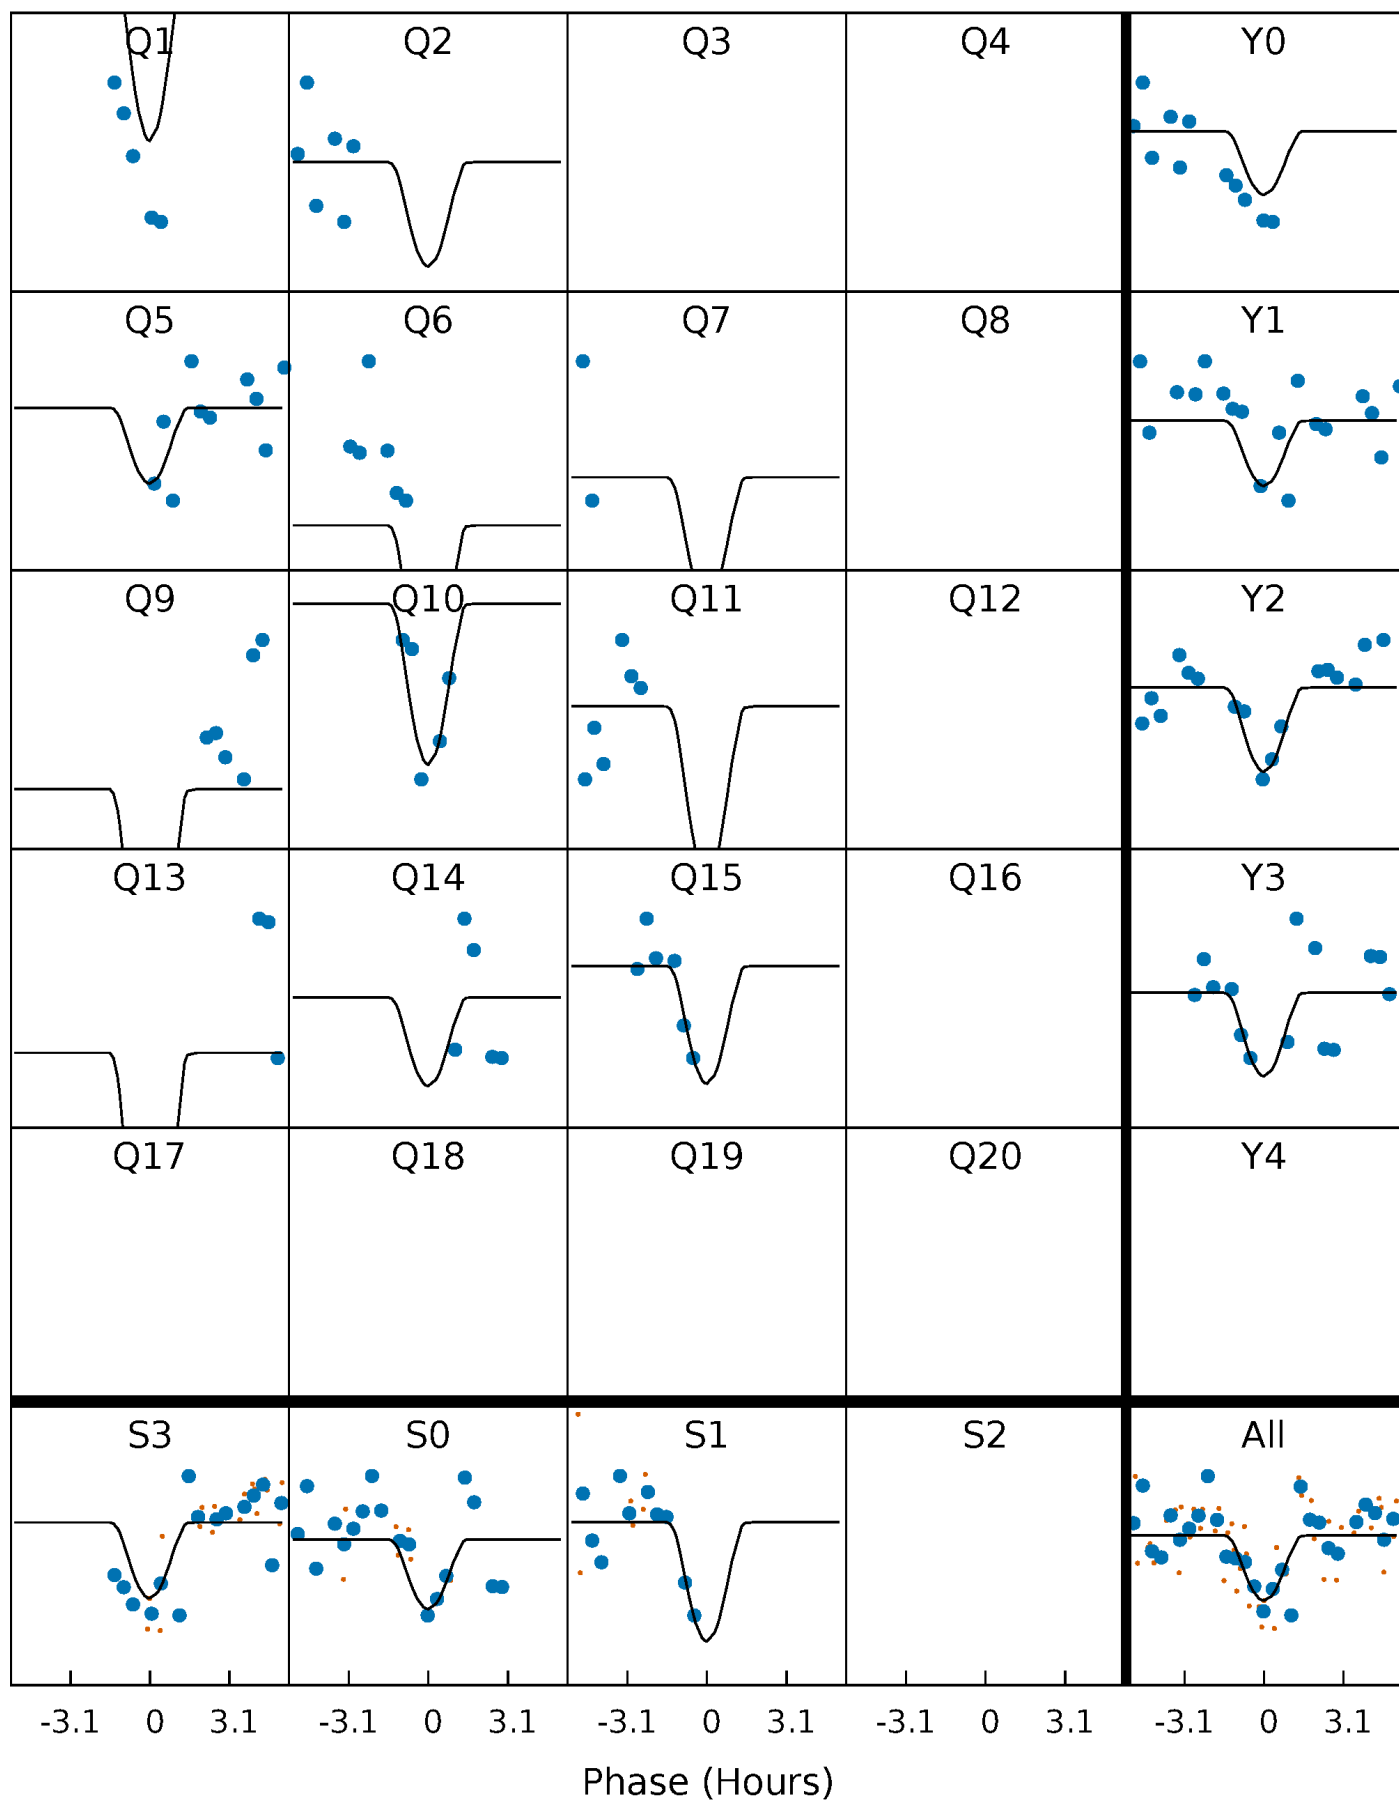 Q1 Q2 Q3 Q4 Y0
Q5 Q6 Q7 Q8 Y1
Q9 Q10 Q11 Q12 Y2
Q13 Q14 Q15 Q16 Y3
Q17 Q18 Q19 Q20 Y4
S3 S0 S1 S2 All
-3.1 0 3.1 -3.1 0 3.1 -3.1 0 3.1 -3.1 0 3.1 -3.1 0 3.1
Phase (Hours)